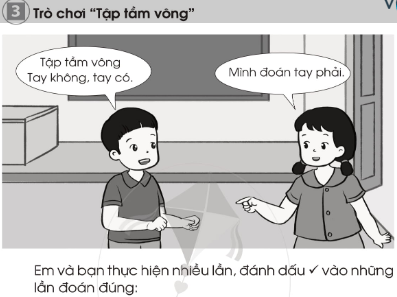 3 Trò chơi “Tập tầm vông”
Tập tầm vông
Tay không, tay có.
Mình đoán tay phải.
Em và bạn thực hiện nhiều lần, đánh dấu ✓ vào những
lần đoán đúng: